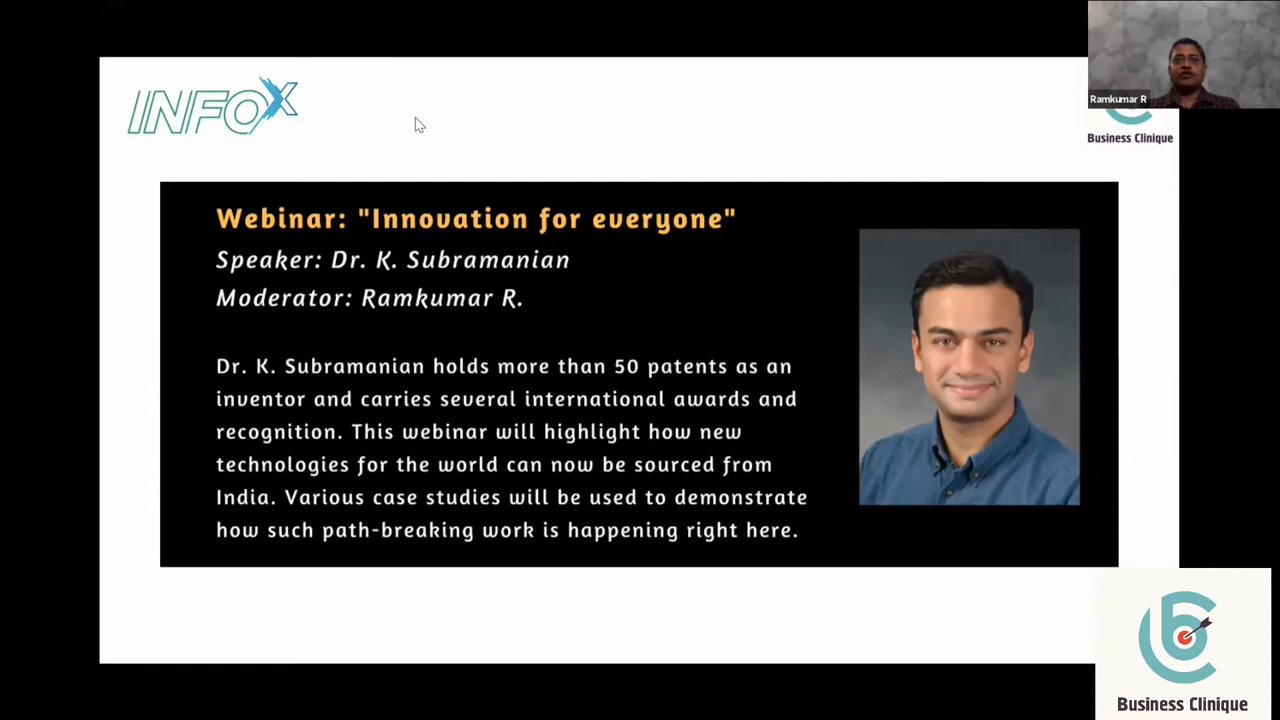 INFOX
Ramkumar R
Business Clinique
Webinar: "Innovation for everyone"
Speaker: Dr. K. Subramanian
Moderator: Ramkumar R.
Dr. K. Subramanian holds more than 50 patents as an
inventor and carries several international awards and
recognition. This webinar will highlight how new
technologies for the world can now be sourced from
India. Various case studies will be used to demonstrate
how such path-breaking work is happening right here.
Business Clinique